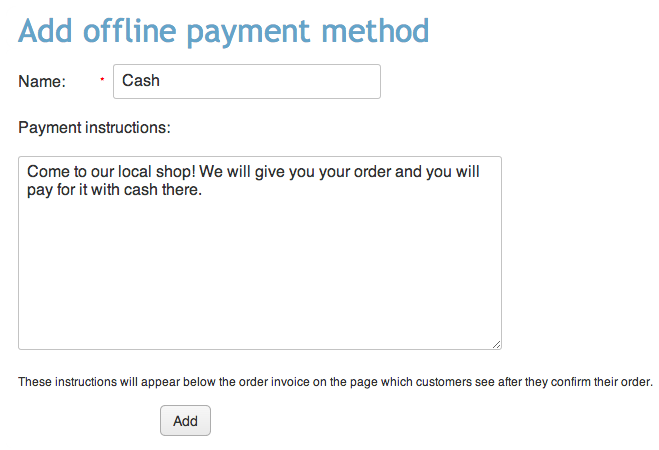 Add offline payment method
Name: * Cash
Payment instructions:
Come to our local shop! We will give you your order and you will
pay for it with cash there.
These instructions will appear below the order invoice on the page which customers see after they confirm their order.
Add